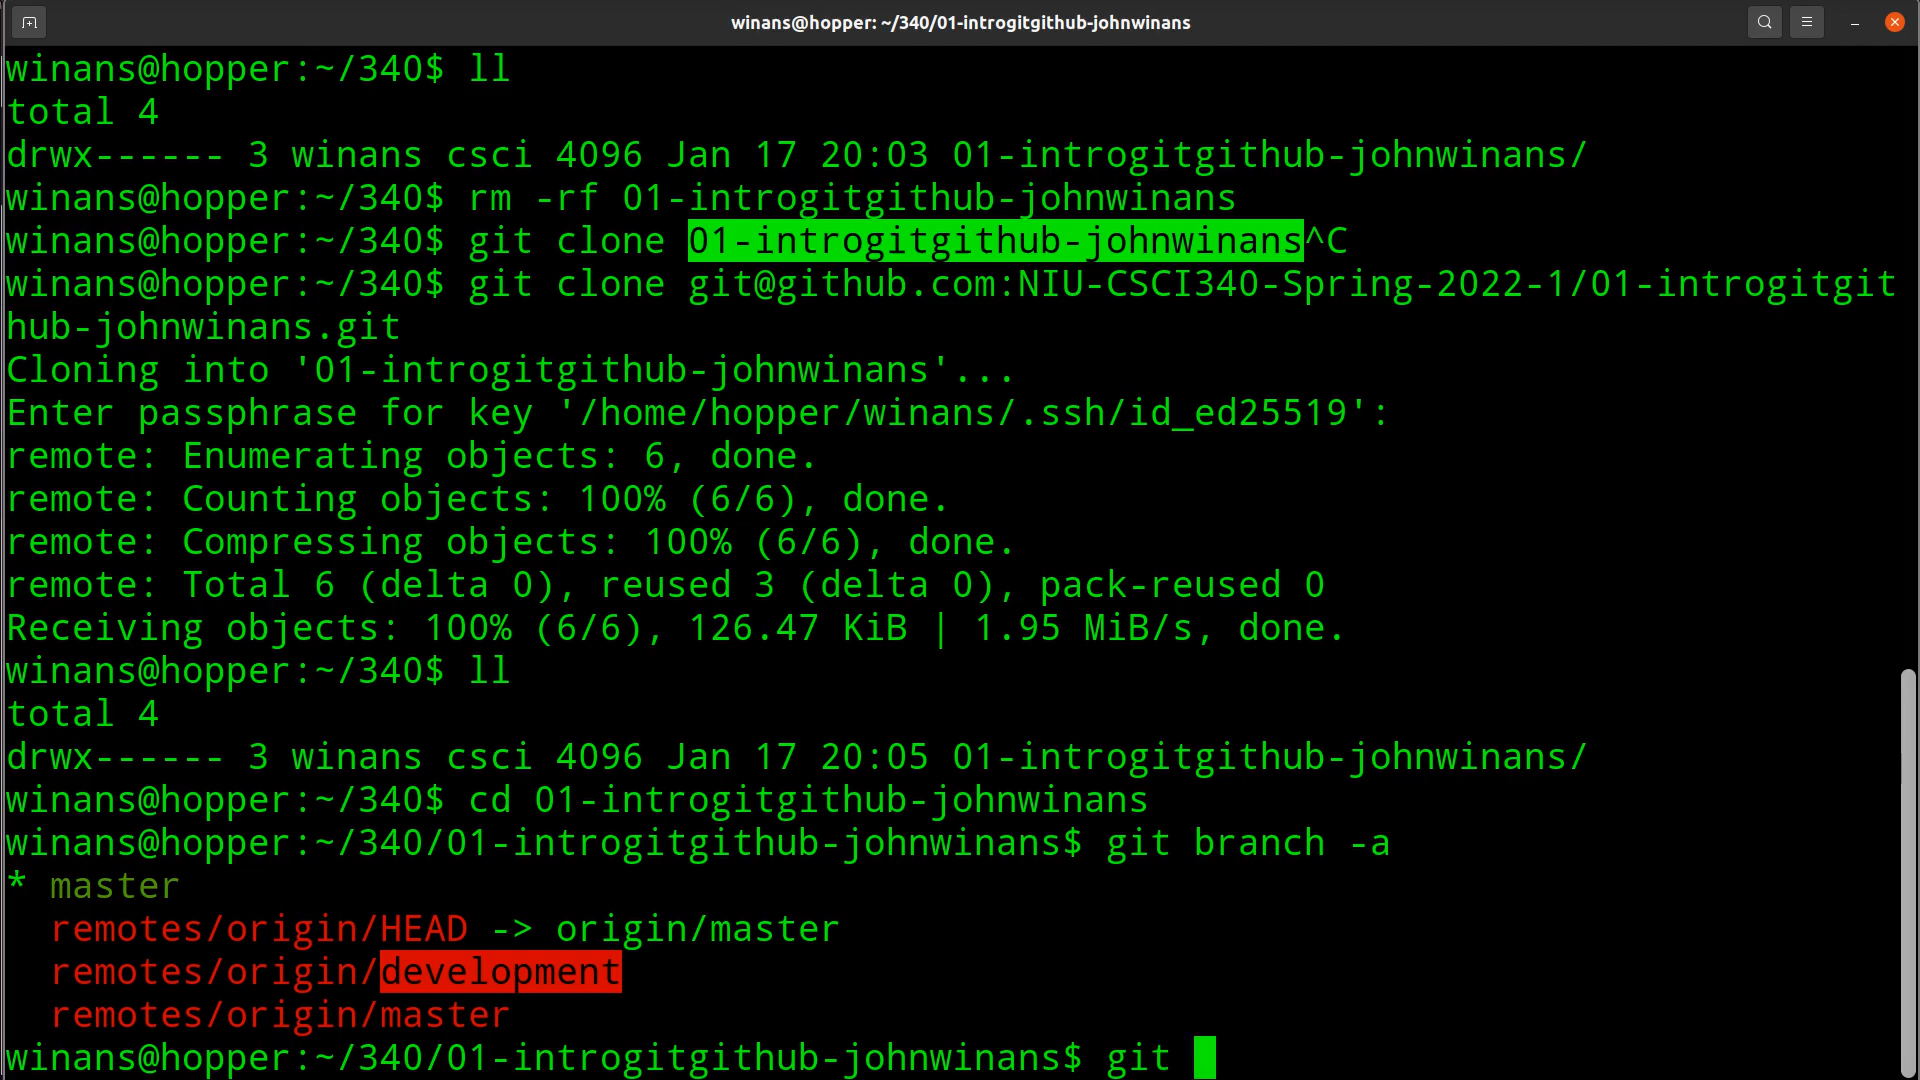 winans@hopper: ~/340/01-introgitgithub-johnwinans
winans@hopper:~/340$ ll
total 4
drwx------ 3 winans csci 4096 Jan 17 20:03 01-introgitgithub-johnwinans/
winans@hopper:~/340$ rm -rf 01-introgitgithub-johnwinans
winans@hopper:~/340$ git clone 01-introgitgithub-johnwinans^C
winans@hopper:~/340$ git clone git@github.com:NIU-CSCI340-Spring-2022-1/01-introgitgit
hub-johnwinans.git
Cloning into '01-introgitgithub-johnwinans'...
Enter passphrase for key '/home/hopper/winans/.ssh/id_ed25519':
remote: Enumerating objects: 6, done.
remote: Counting objects: 100% (6/6), done.
remote: Compressing objects: 100% (6/6), done.
remote: Total 6 (delta 0), reused 3 (delta 0), pack-reused 0
Receiving objects: 100% (6/6), 126.47 KiB | 1.95 MiB/s, done.
winans@hopper:~/340$ ll
total 4
drwx------ 3 winans csci 4096 Jan 17 20:05 01-introgitgithub-johnwinans/
winans@hopper:~/340$ cd 01-introgitgithub-johnwinans
winans@hopper:~/340/01-introgitgithub-johnwinans$ git branch -a
* master
  remotes/origin/HEAD -> origin/master
  remotes/origin/development
  remotes/origin/master
winans@hopper:~/340/01-introgitgithub-johnwinans$ git